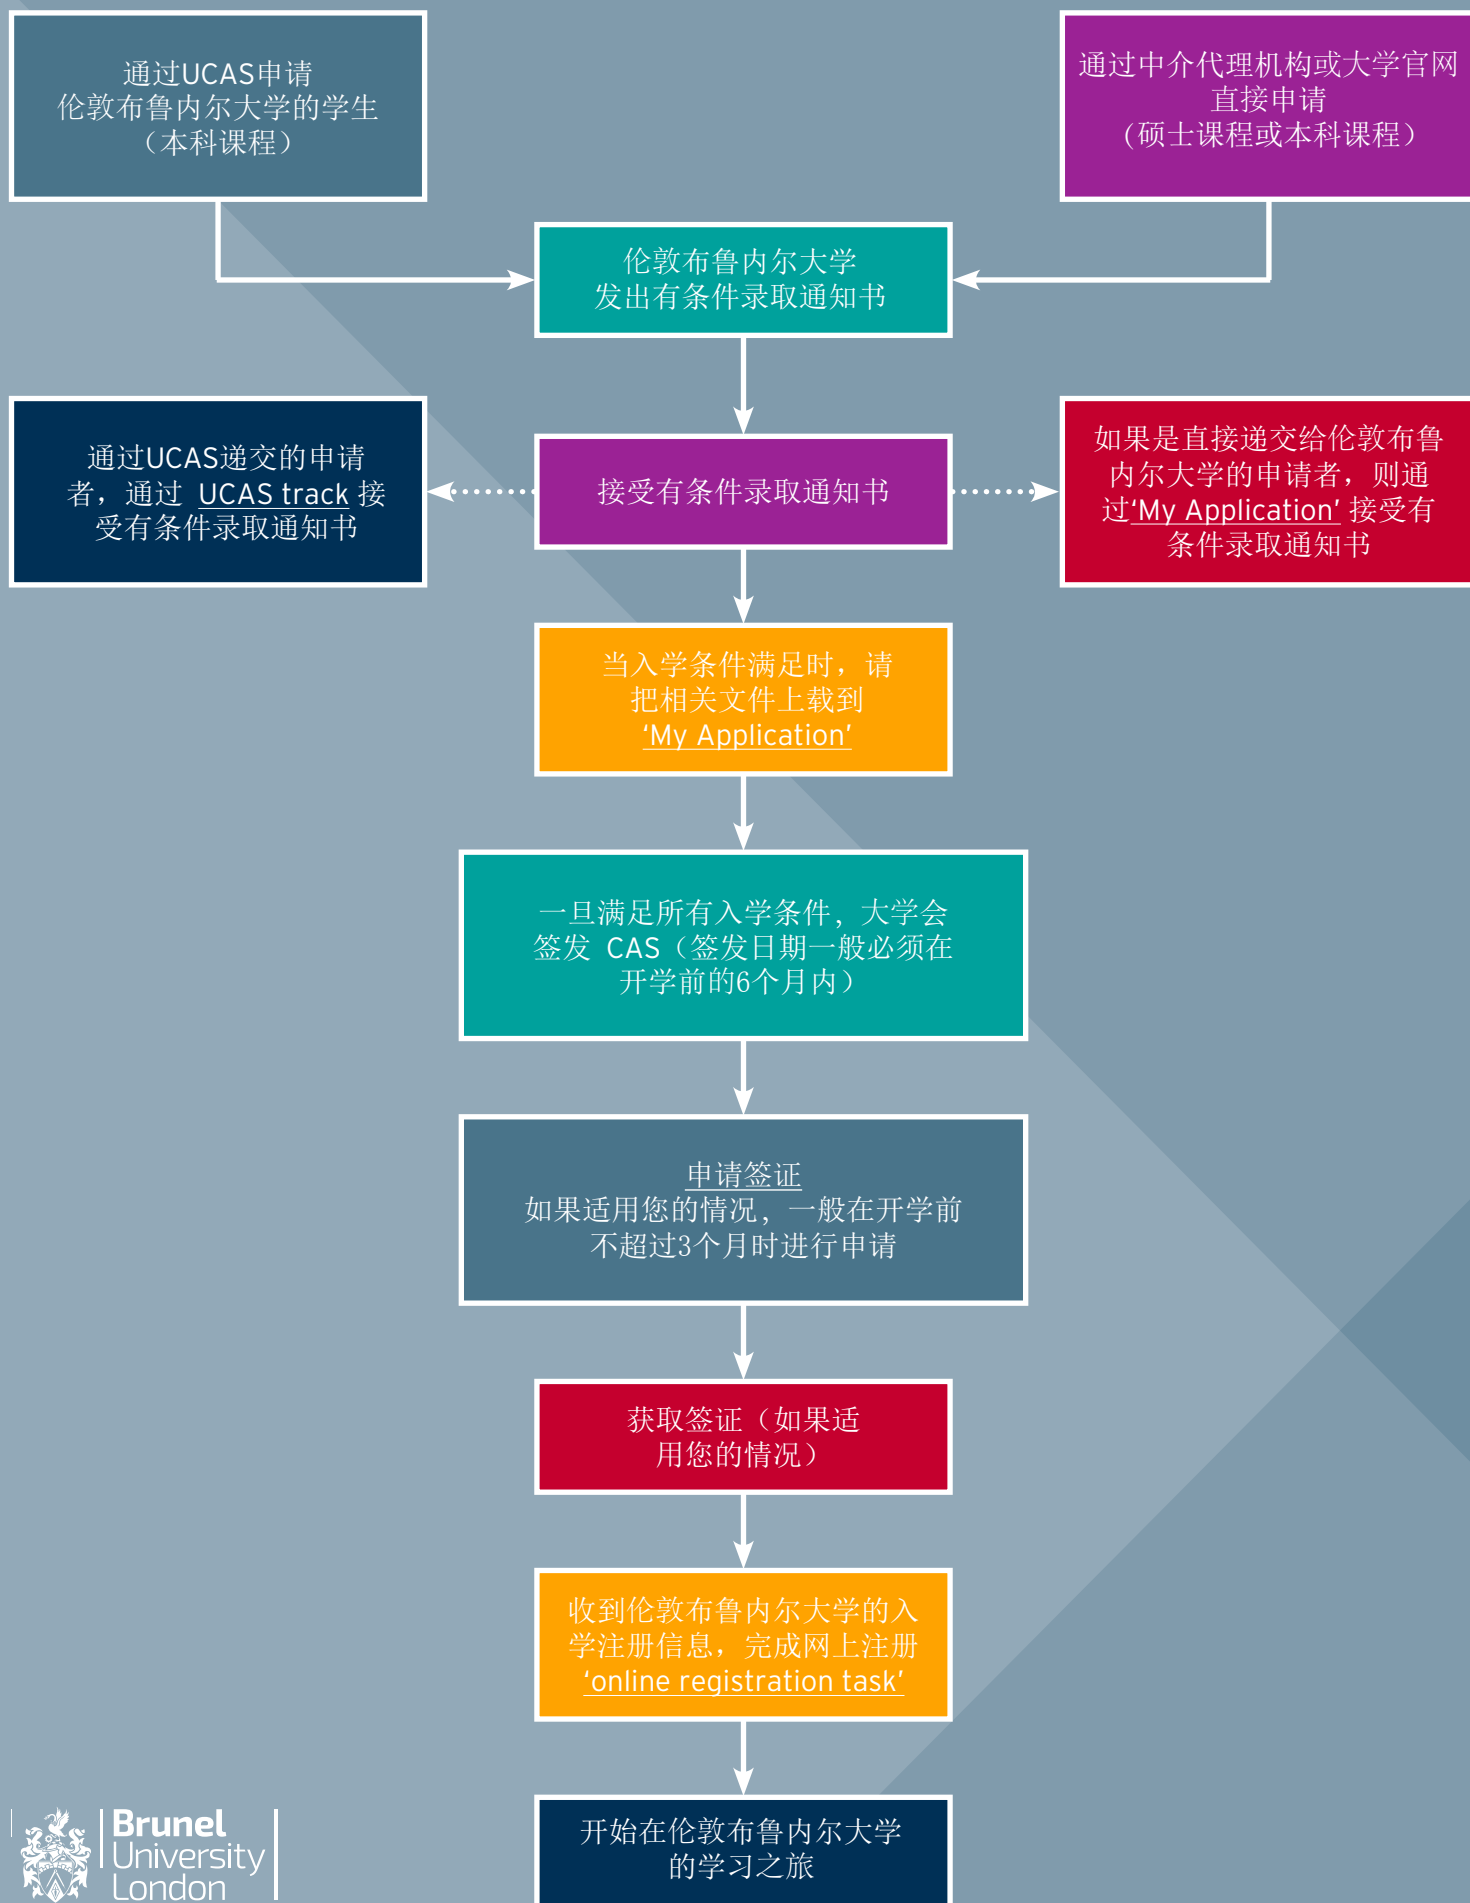 通过UCAS申请
伦敦布鲁内尔大学的学生
（本科课程）
通过中介代理机构或大学官网
直接申请
（硕士课程或本科课程）
伦敦布鲁内尔大学
发出有条件录取通知书
通过UCAS递交的申请
者，通过 UCAS track 接
受有条件录取通知书
接受有条件录取通知书
如果是直接递交给伦敦布鲁
内尔大学的申请者，则通
过‘My Application’ 接受有
条件录取通知书
当入学条件满足时，请
把相关文件上载到
‘My Application’
一旦满足所有入学条件，大学会
签发 CAS（签发日期一般必须在
开学前的6个月内）
申请签证
如果适用您的情况，一般在开学前
不超过3个月时进行申请
获取签证（如果适
用您的情况）
收到伦敦布鲁内尔大学的入
学注册信息，完成网上注册
‘online registration task’
开始在伦敦布鲁内尔大学
的学习之旅
Brunel
University
London